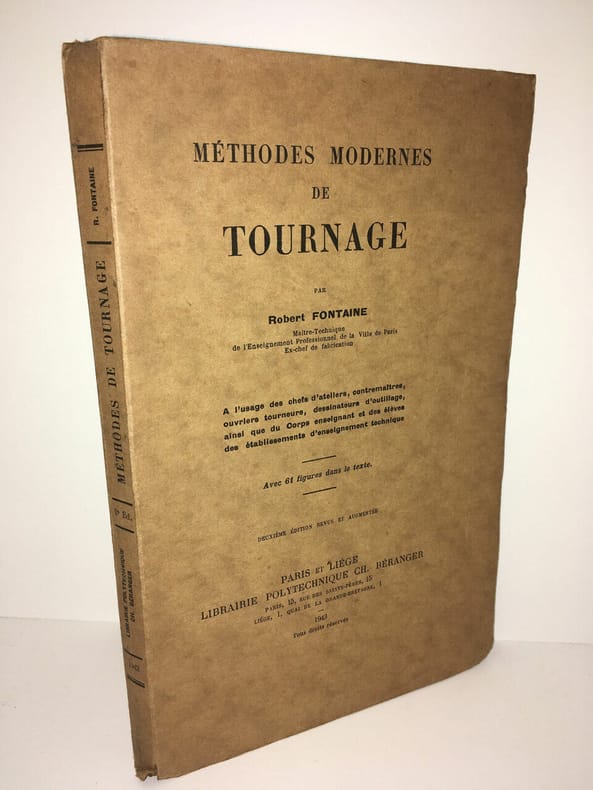 MÉTHODES MODERNES
DE
TOURNAGE
PAR
Robert FONTAINE
Maître-Technique
de l'Enseignement Professionnel de la Ville de Paris
Ex-chef de fabrication
A l'usage des chefs d'ateliers, contremaîtres,
ouvriers tourneurs, dessinateurs d'outillage,
ainsi que du Corps enseignant et des élèves
des établissements d'enseignement technique
Avec 61 figures dans le texte.
DEUXIÈME ÉDITION REVUE ET AUGMENTÉE
PARIS ET LIÉGE
LIBRAIRIE POLYTECHNIQUE CH. BÉRANGER
PARIS, 15, RUE DES SAINTS-PÈRES, 15
LIÉGE, 1, QUAI DE LA GRANDE-BRETAGNE, 1
1943
Tous droits réservés
R. FONTAINE
MÉTHODES DE TOURNAGE
Éd.
LIBRAIRIE POLYTECHNIQUE
CH. BÉRANGER